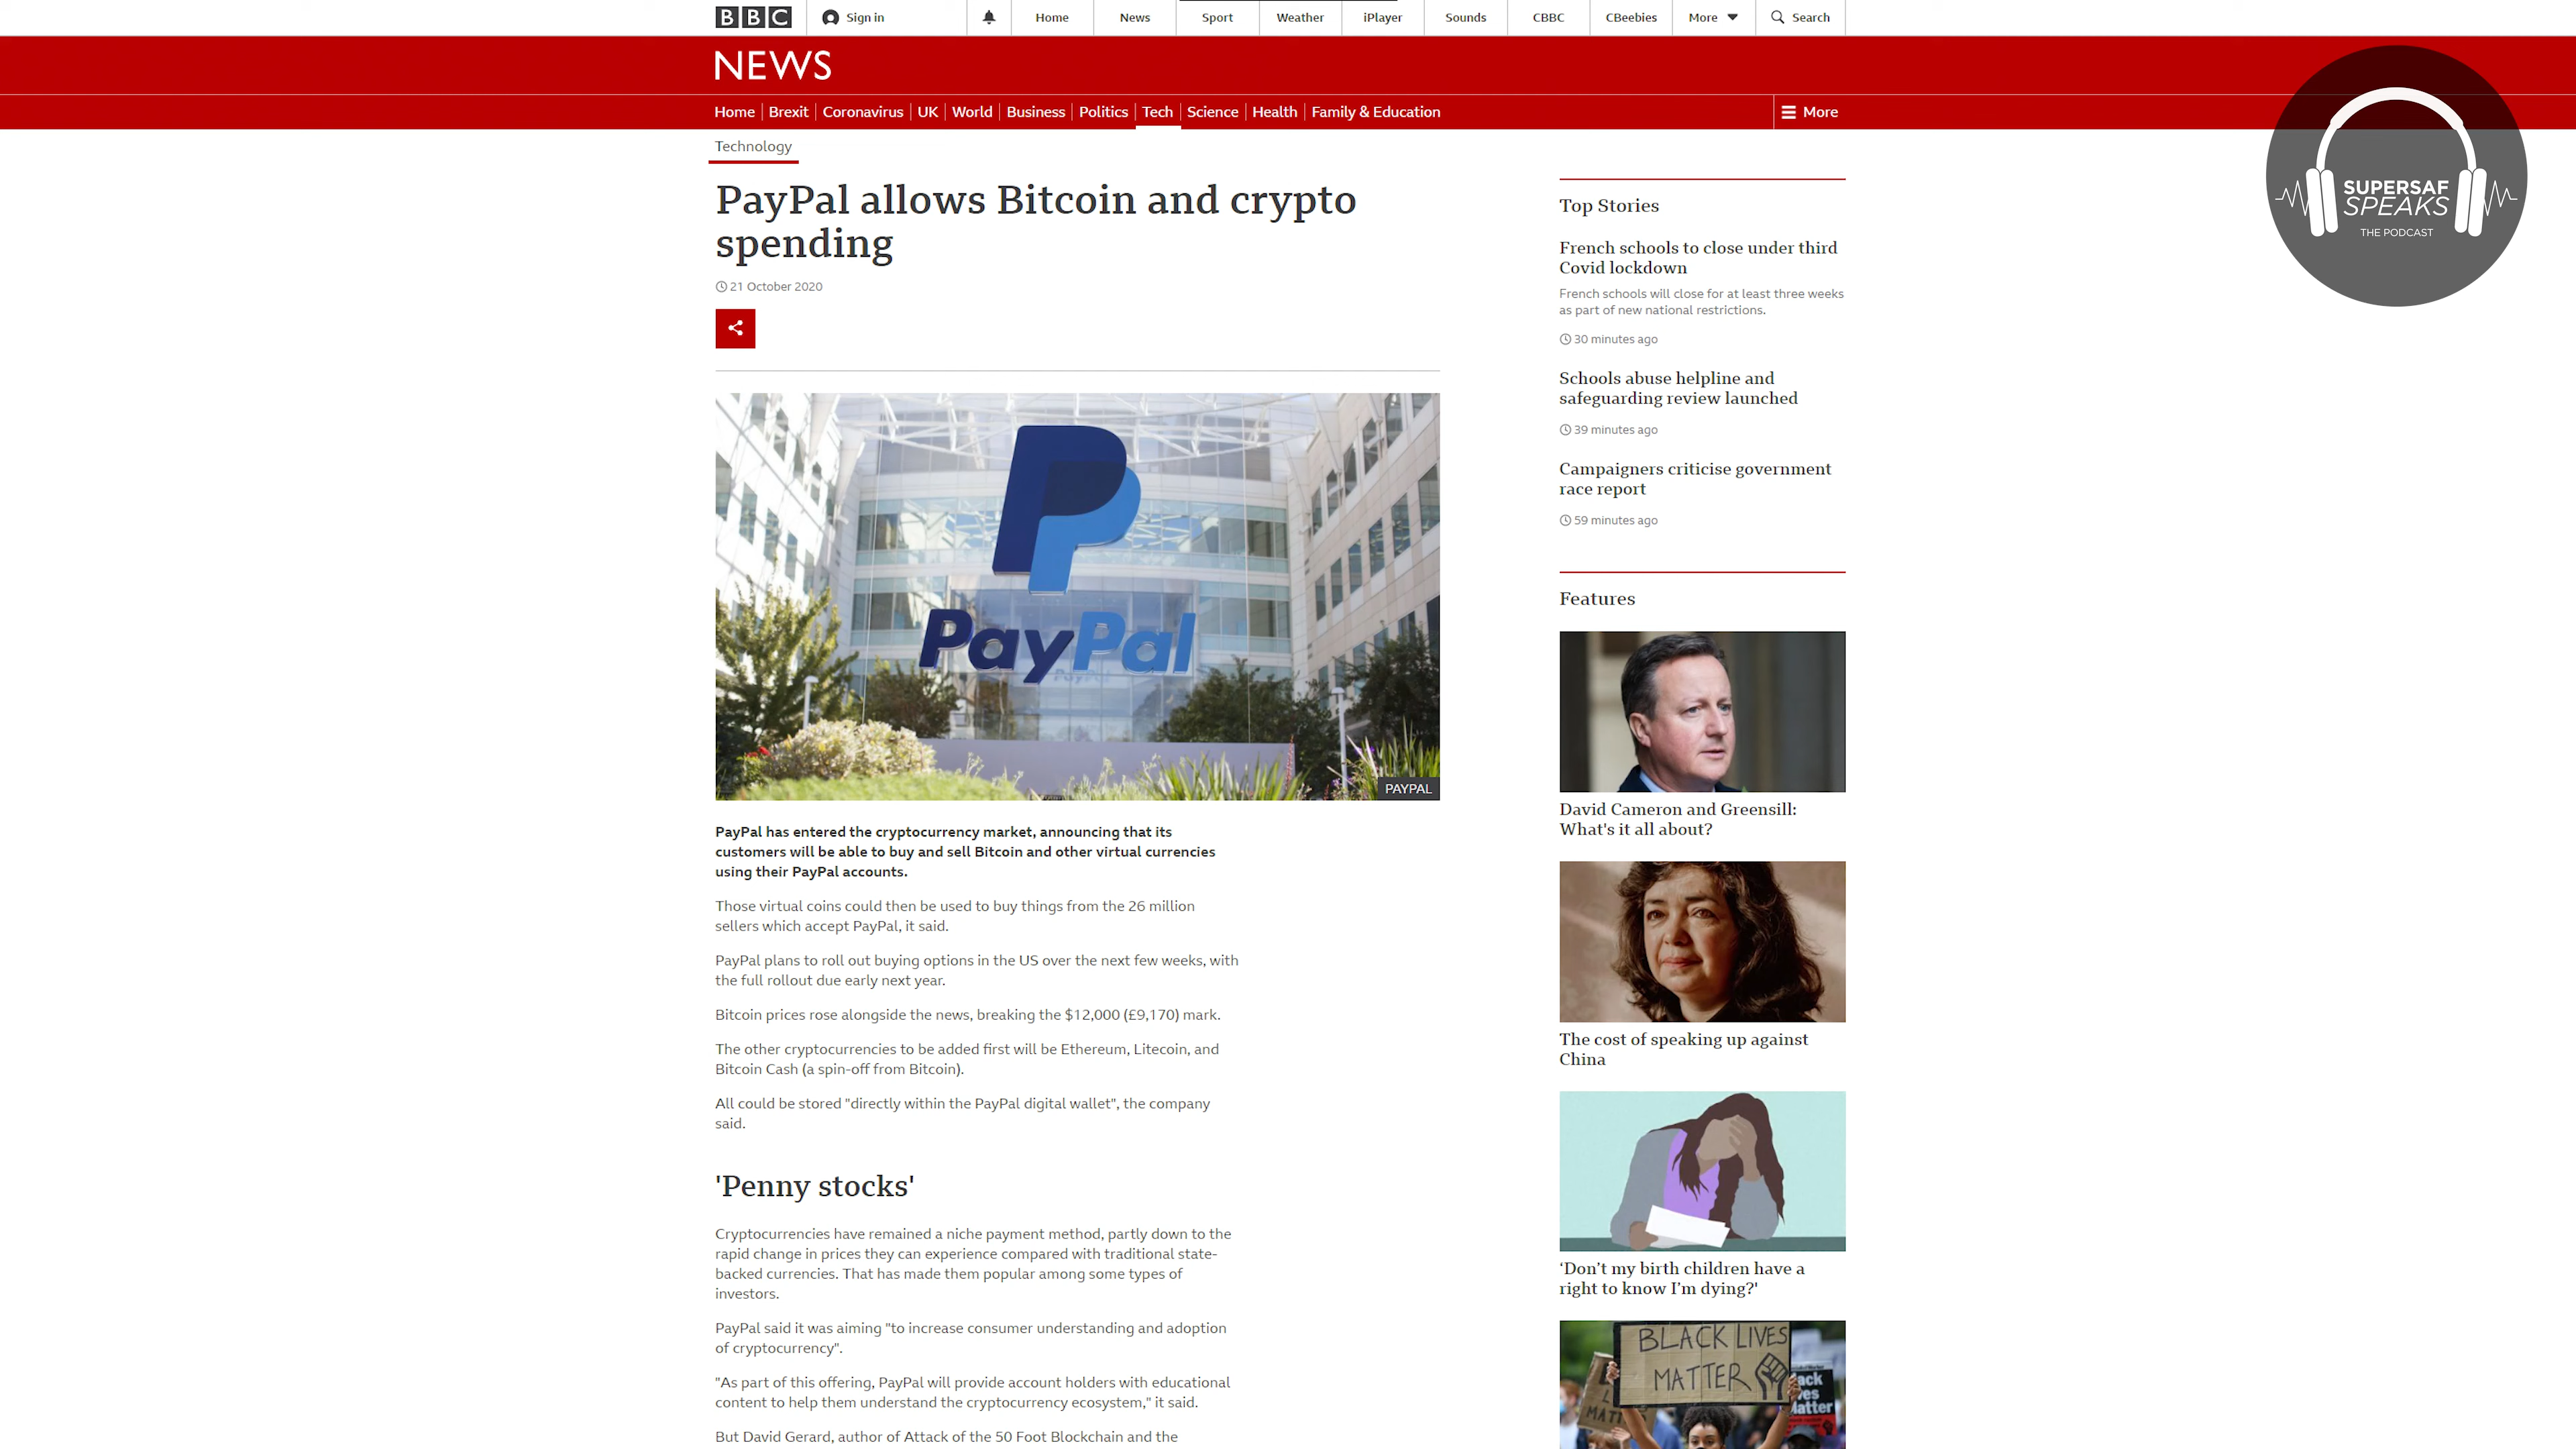 BBC
Sign in
Home
News
Sport
Weather
iPlayer
Sounds
CBBC
CBeebies
More
Search
NEWS
Home
Brexit
Coronavirus
UK
World
Business
Politics
Tech
Science
Health
Family & Education
More
SUPERSAF
SPEAKS
THE PODCAST
Technology
PayPal allows Bitcoin and crypto
spending
21 October 2020
PayPal
PAYPAL
PayPal has entered the cryptocurrency market, announcing that its
customers will be able to buy and sell Bitcoin and other virtual currencies
using their PayPal accounts.
Those virtual coins could then be used to buy things from the 26 million
sellers which accept PayPal, it said.
PayPal plans to roll out buying options in the US over the next few weeks, with
the full rollout due early next year.
Bitcoin prices rose alongside the news, breaking the $12,000 (£9,170) mark.
The other cryptocurrencies to be added first will be Ethereum, Litecoin, and
Bitcoin Cash (a spin-off from Bitcoin).
All could be stored "directly within the PayPal digital wallet", the company
said.
'Penny stocks'
Cryptocurrencies have remained a niche payment method, partly down to the
rapid change in prices they can experience compared with traditional state-
backed currencies. That has made them popular among some types of
investors.
PayPal said it was aiming "to increase consumer understanding and adoption
of cryptocurrency".
"As part of this offering, PayPal will provide account holders with educational
content to help them understand the cryptocurrency ecosystem," it said.
But David Gerard, author of Attack of the 50 Foot Blockchain and the
Top Stories
French schools to close under third
Covid lockdown
French schools will close for at least three weeks
as part of new national restrictions.
30 minutes ago
Schools abuse helpline and
safeguarding review launched
39 minutes ago
Campaigners criticise government
race report
59 minutes ago
Features
David Cameron and Greensill:
What's it all about?
The cost of speaking up against
China
‘Don’t my birth children have a
right to know I’m dying?'
BLACK LIVES
MATTER